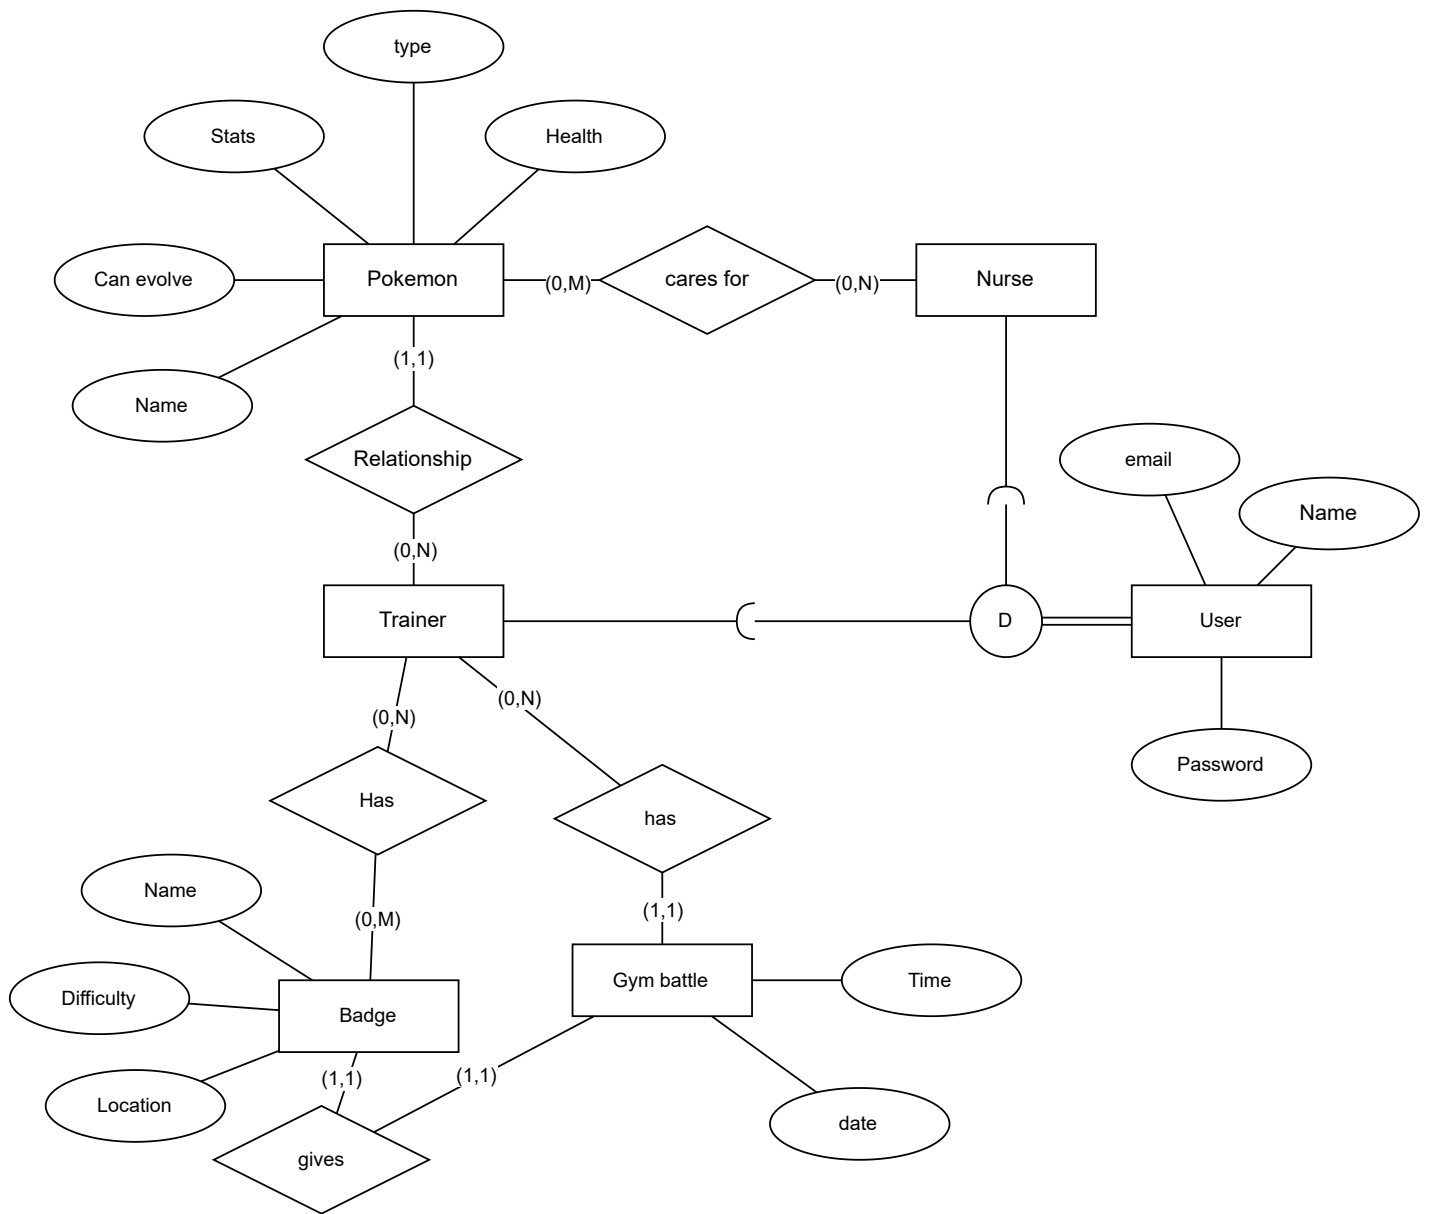 type
Stats
Health
Can evolve
Pokemon
(0,M)
cares for
(0,N)
Nurse
(1,1)
Name
Relationship
email
Name
(0,N)
Trainer
D
User
(0,N)
(0,N)
Password
Has
has
Name
(0,M)
(1,1)
Difficulty
Badge
Gym battle
Time
(1,1)
(1,1)
Location
date
gives